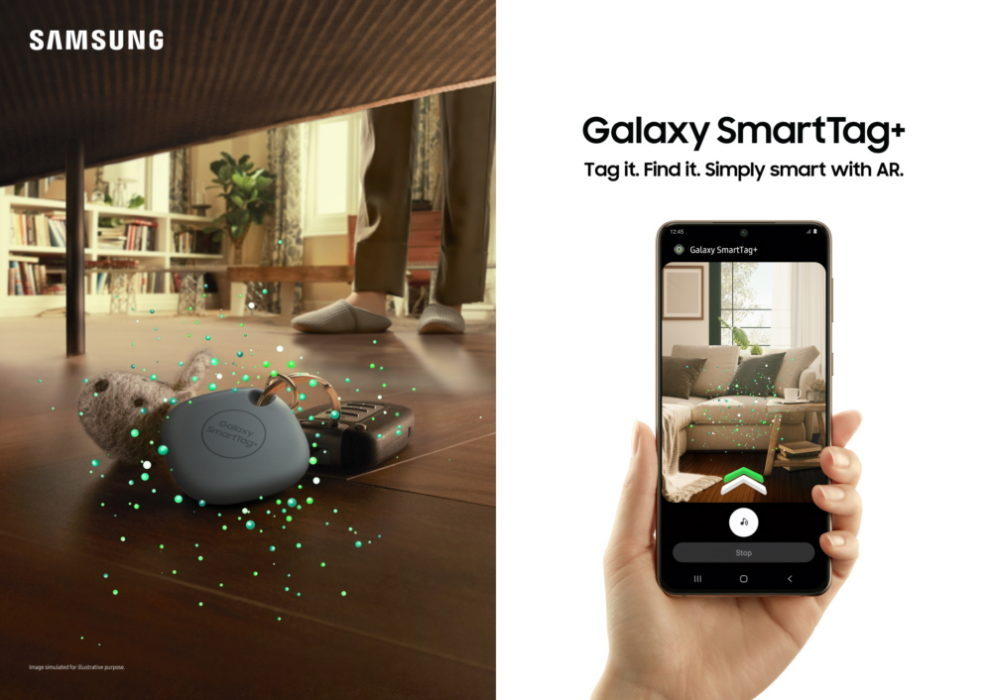 SAMSUNG
Galaxy
SmartTag+
Image simulated for illustrative purpose.
Galaxy SmartTag+
Tag it. Find it. Simply smart with AR.
12:45
Galaxy SmartTag+
Stop